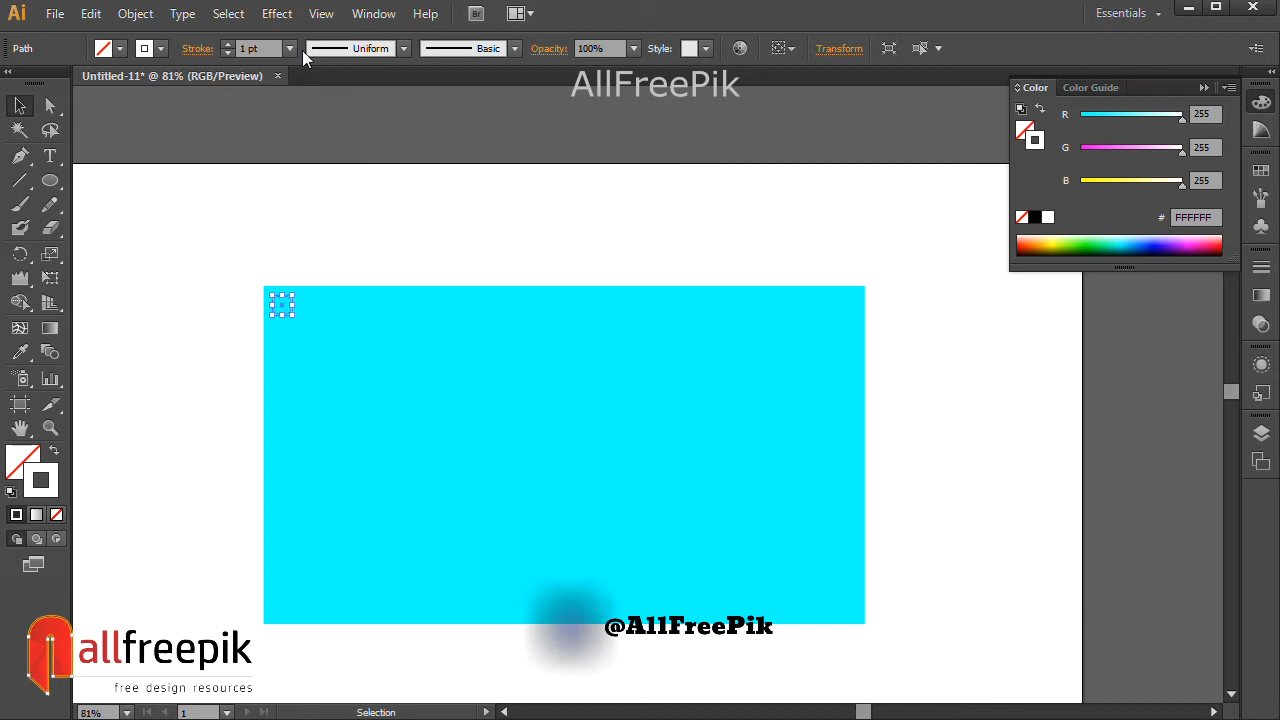 Ai File Edit Object Type Select Effect View Window Help Br Essentials
Path Stroke: 1 pt Uniform Basic Opacity: 100% Style: Transform
Untitled-11* @ 81% (RGB/Preview) ×
AllFreePik
Color Color Guide
R 255
G 255
B 255
# FFFFFF
T
@AllFreePik
allfreepik
free design resources
81% 1 Selection